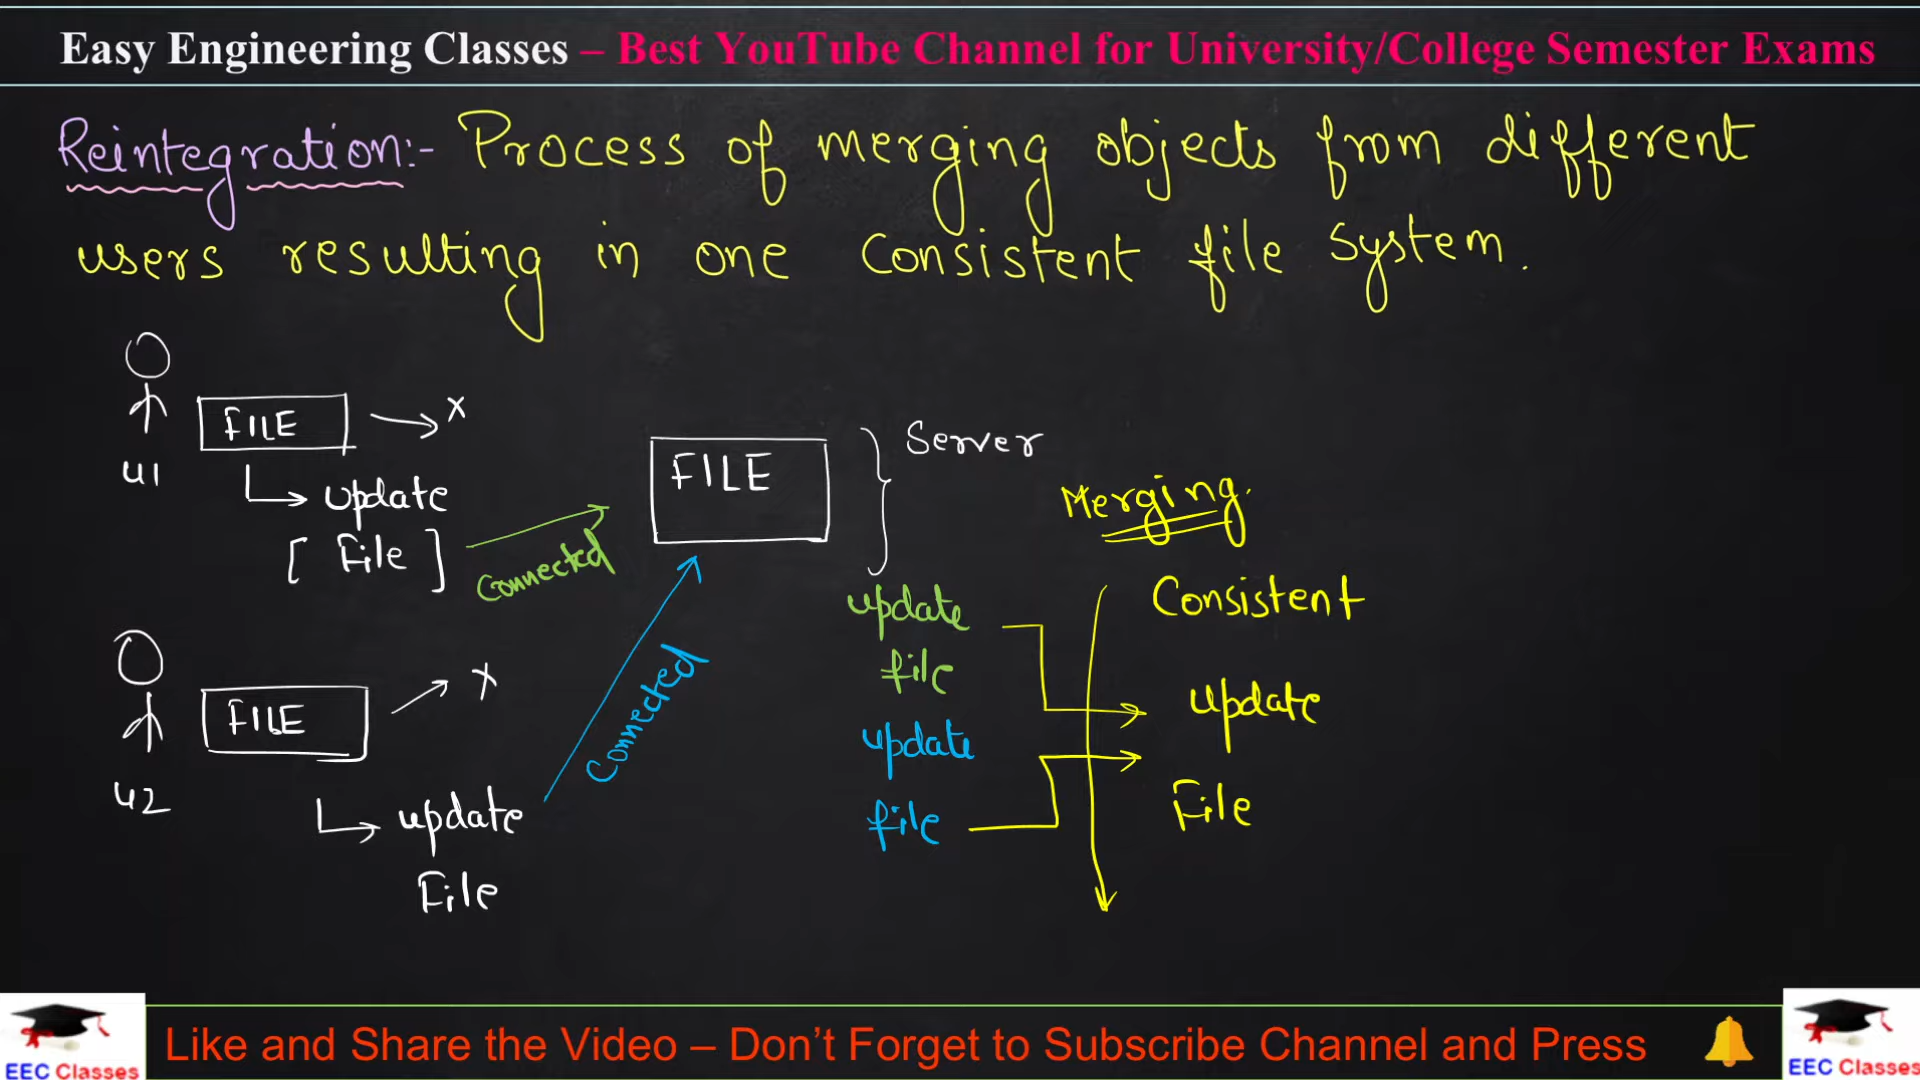 Easy Engineering Classes – Best YouTube Channel for University/College Semester Exams
Reintegration:- Process of merging objects from different
users resulting in one consistent file system.
FILE → x
u1
update
[ File ]
Connected
FILE
Server
Merging.
update
file
Consistent
update
File
FILE → x
u2
update
File
Connected
update
file
EEC Classes
Like and Share the Video – Don’t Forget to Subscribe Channel and Press
EEC Classes